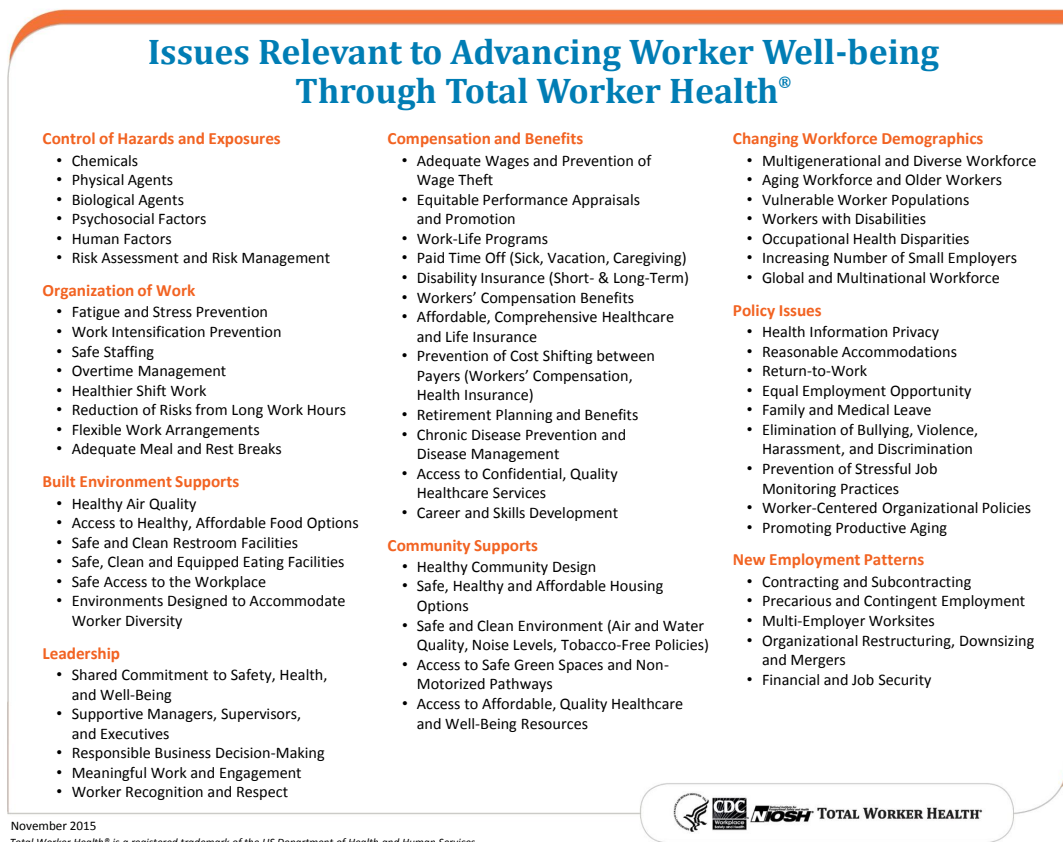 Issues Relevant to Advancing Worker Well-being
Through Total Worker Health®
Control of Hazards and Exposures
• Chemicals
• Physical Agents
• Biological Agents
• Psychosocial Factors
• Human Factors
• Risk Assessment and Risk Management
Organization of Work
• Fatigue and Stress Prevention
• Work Intensification Prevention
• Safe Staffing
• Overtime Management
• Healthier Shift Work
• Reduction of Risks from Long Work Hours
• Flexible Work Arrangements
• Adequate Meal and Rest Breaks
Built Environment Supports
• Healthy Air Quality
• Access to Healthy, Affordable Food Options
• Safe and Clean Restroom Facilities
• Safe, Clean and Equipped Eating Facilities
• Safe Access to the Workplace
• Environments Designed to Accommodate
Worker Diversity
Leadership
• Shared Commitment to Safety, Health,
and Well-Being
• Supportive Managers, Supervisors,
and Executives
• Responsible Business Decision-Making
• Meaningful Work and Engagement
• Worker Recognition and Respect
Compensation and Benefits
• Adequate Wages and Prevention of
Wage Theft
• Equitable Performance Appraisals
and Promotion
• Work-Life Programs
• Paid Time Off (Sick, Vacation, Caregiving)
• Disability Insurance (Short- & Long-Term)
• Workers’ Compensation Benefits
• Affordable, Comprehensive Healthcare
and Life Insurance
• Prevention of Cost Shifting between
Payers (Workers’ Compensation,
Health Insurance)
• Retirement Planning and Benefits
• Chronic Disease Prevention and
Disease Management
• Access to Confidential, Quality
Healthcare Services
• Career and Skills Development
Community Supports
• Healthy Community Design
• Safe, Healthy and Affordable Housing
Options
• Safe and Clean Environment (Air and Water
Quality, Noise Levels, Tobacco-Free Policies)
• Access to Safe Green Spaces and Non-
Motorized Pathways
• Access to Affordable, Quality Healthcare
and Well-Being Resources
Changing Workforce Demographics
• Multigenerational and Diverse Workforce
• Aging Workforce and Older Workers
• Vulnerable Worker Populations
• Workers with Disabilities
• Occupational Health Disparities
• Increasing Number of Small Employers
• Global and Multinational Workforce
Policy Issues
• Health Information Privacy
• Reasonable Accommodations
• Return-to-Work
• Equal Employment Opportunity
• Family and Medical Leave
• Elimination of Bullying, Violence,
Harassment, and Discrimination
• Prevention of Stressful Job
Monitoring Practices
• Worker-Centered Organizational Policies
• Promoting Productive Aging
New Employment Patterns
• Contracting and Subcontracting
• Precarious and Contingent Employment
• Multi-Employer Worksites
• Organizational Restructuring, Downsizing
and Mergers
• Financial and Job Security
CDC
Workplace
NIOSH
TOTAL WORKER HEALTH
November 2015
Total Worker Health® is a registered trademark of the US Department of Health and Human Services